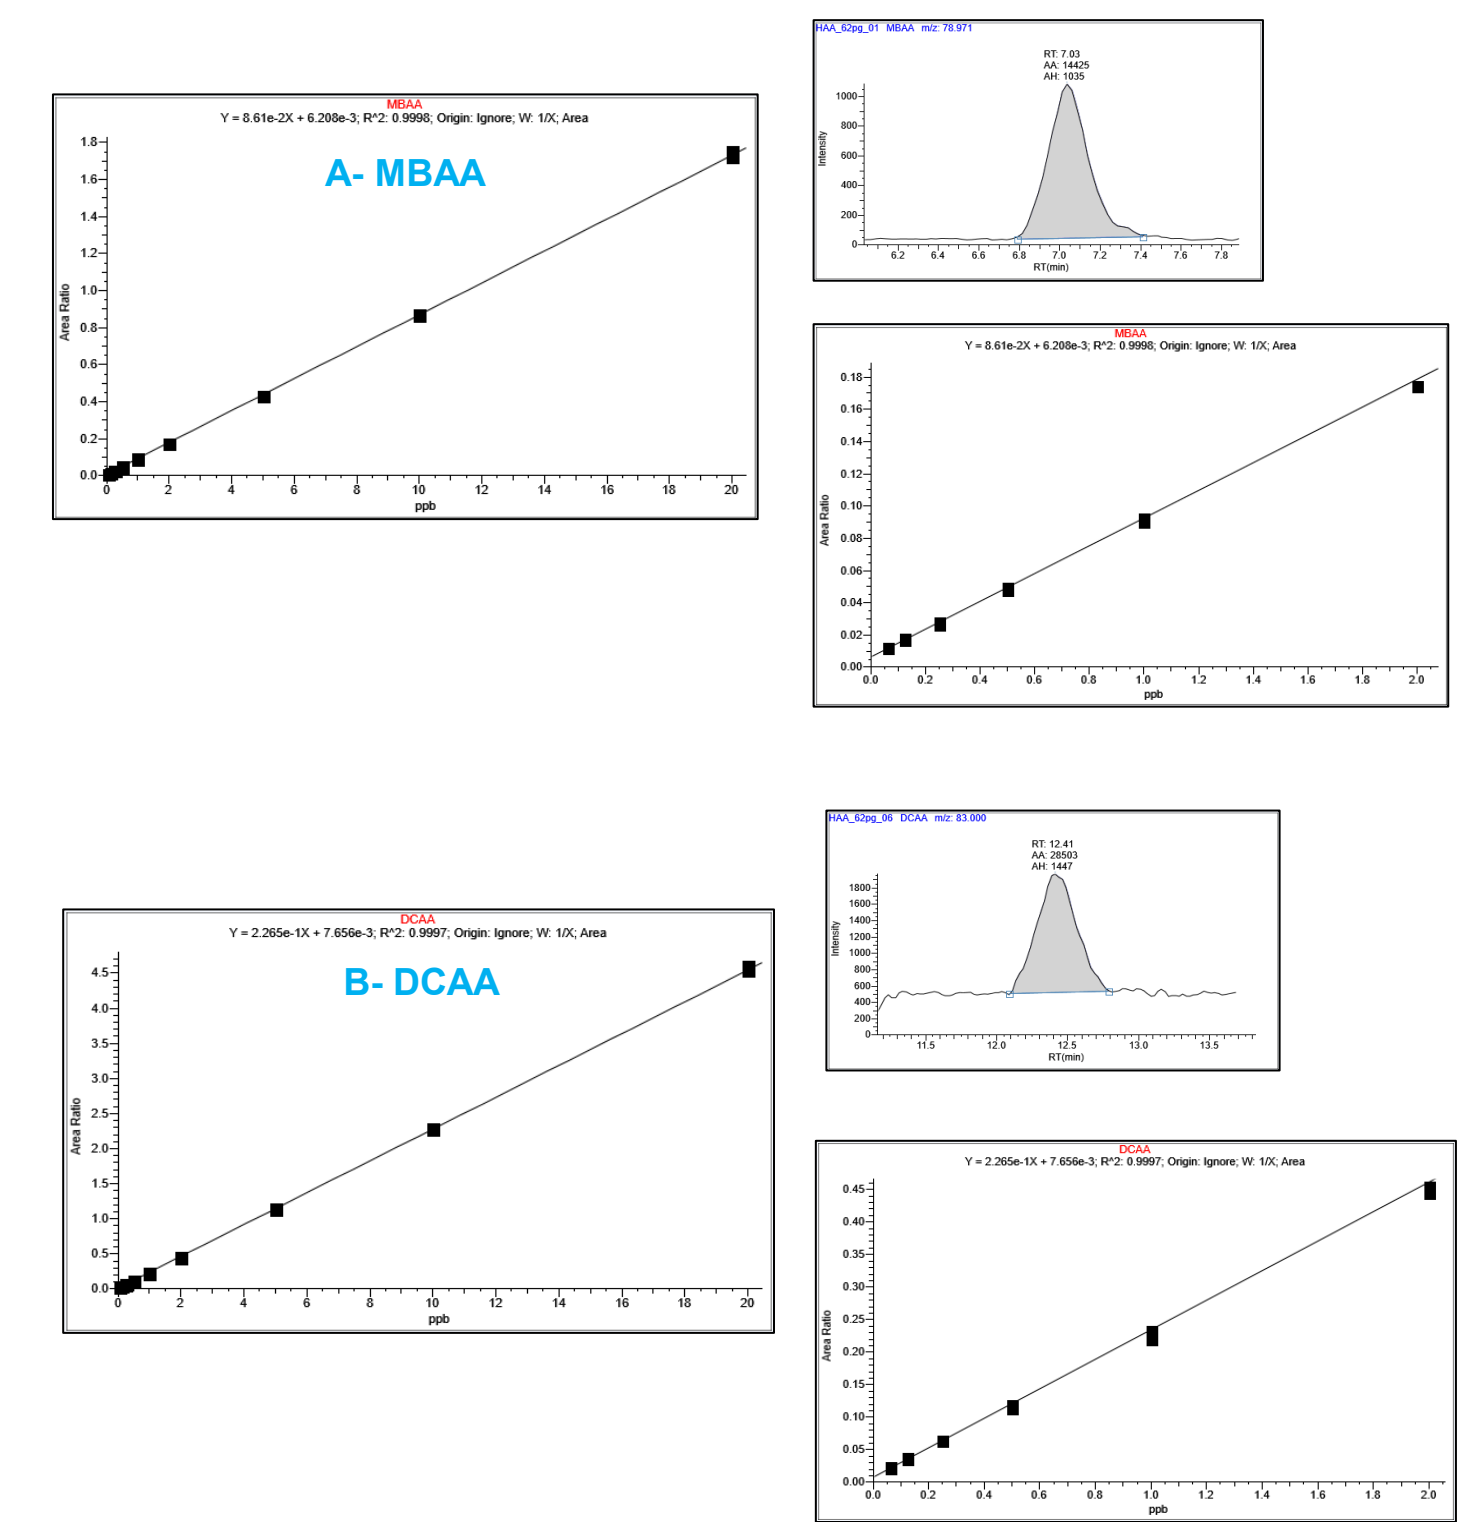 MBAA
Y = 8.61e-2X + 6.208e-3; R^2: 0.9998; Origin: Ignore; W: 1/X; Area
A- MBAA
Area Ratio
1.8
1.6
1.4
1.2
1.0
0.8
0.6
0.4
0.2
0.0
0 2 4 6 8 10 12 14 16 18 20
ppb
HAA_62pg_01 MBAA m/z: 78.971
RT: 7.03
AA: 14425
AH: 1035
Intensity
1000
800
600
400
200
0
6.2 6.4 6.6 6.8 7.0 7.2 7.4 7.6 7.8
RT(min)
MBAA
Y = 8.61e-2X + 6.208e-3; R^2: 0.9998; Origin: Ignore; W: 1/X; Area
Area Ratio
0.18
0.16
0.14
0.12
0.10
0.08
0.06
0.04
0.02
0.00
0.0 0.2 0.4 0.6 0.8 1.0 1.2 1.4 1.6 1.8 2.0
ppb
DCAA
Y = 2.265e-1X + 7.656e-3; R^2: 0.9997; Origin: Ignore; W: 1/X; Area
B- DCAA
Area Ratio
4.5
4.0
3.5
3.0
2.5
2.0
1.5
1.0
0.5
0.0
0 2 4 6 8 10 12 14 16 18 20
ppb
HAA_62pg_06 DCAA m/z: 83.000
RT: 12.41
AA: 28503
AH: 1447
Intensity
1800
1600
1400
1200
1000
800
600
400
200
0
11.5 12.0 12.5 13.0 13.5
RT(min)
DCAA
Y = 2.265e-1X + 7.656e-3; R^2: 0.9997; Origin: Ignore; W: 1/X; Area
Area Ratio
0.45
0.40
0.35
0.30
0.25
0.20
0.15
0.10
0.05
0.00
0.0 0.2 0.4 0.6 0.8 1.0 1.2 1.4 1.6 1.8 2.0
ppb